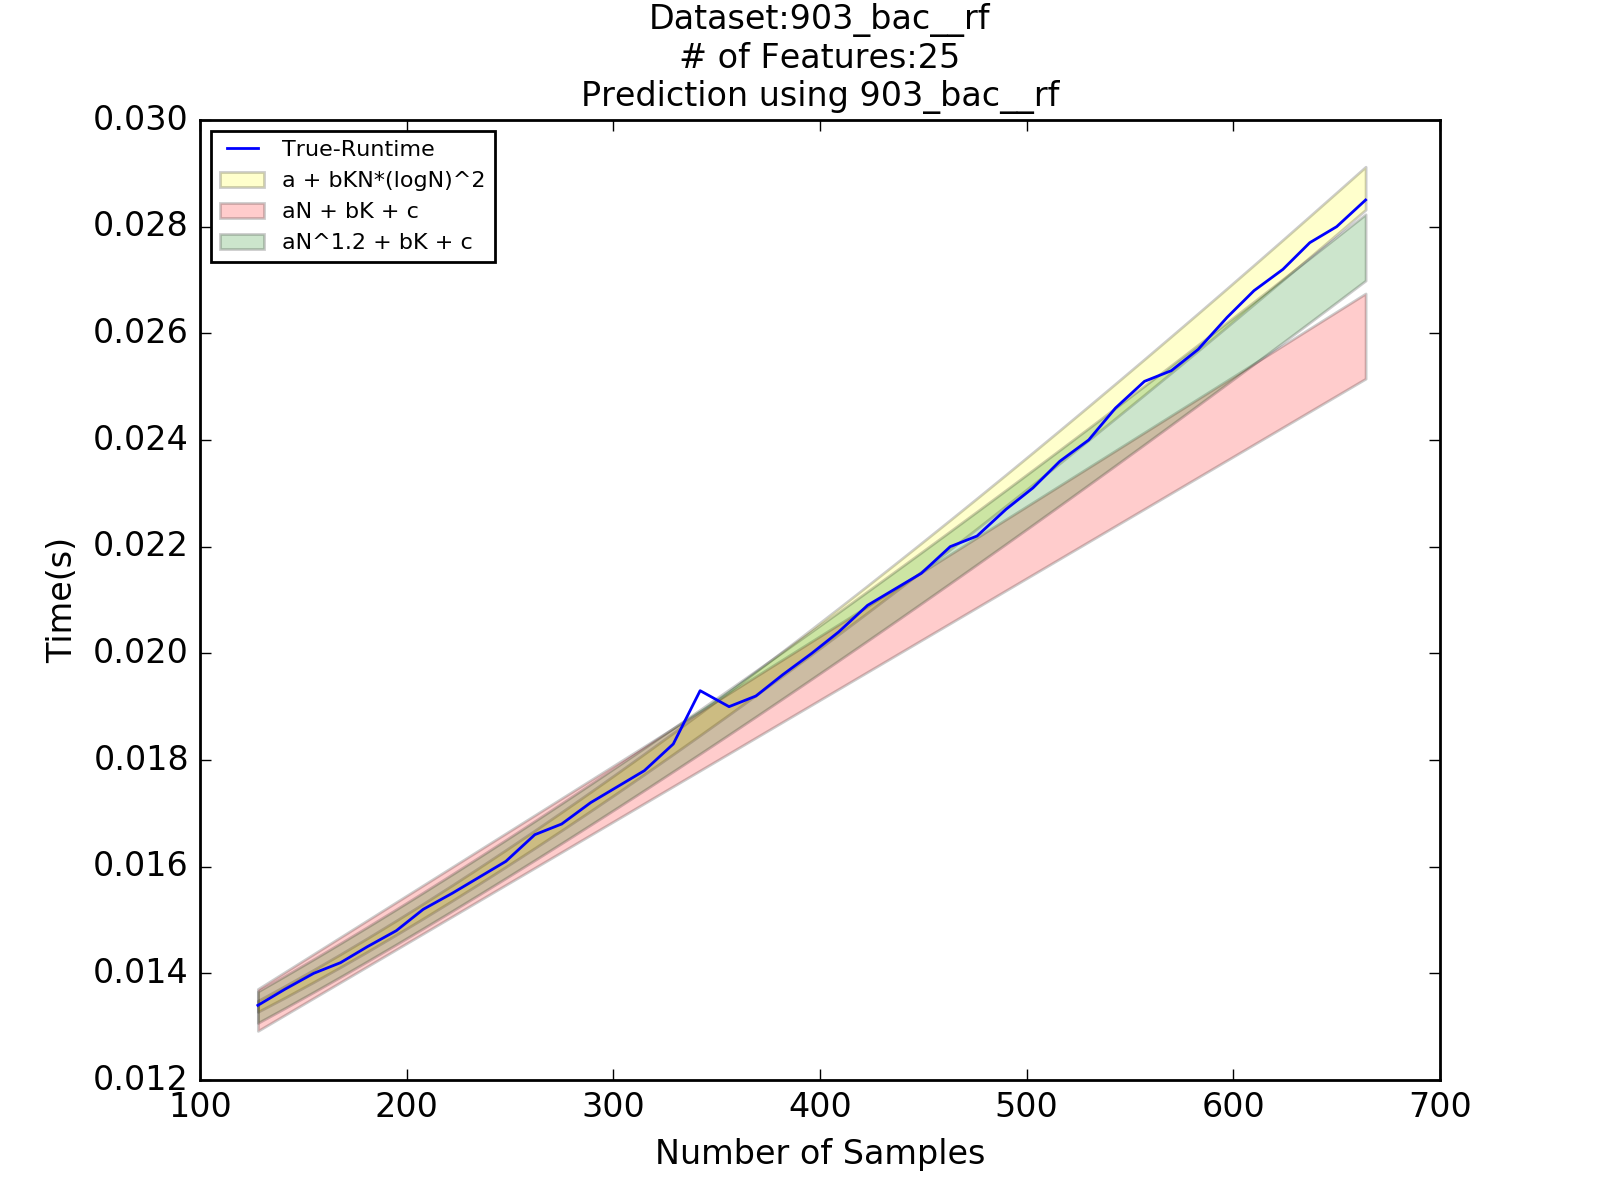 Dataset:903_bac__rf
# of Features:25
Prediction using 903_bac__rf
0.030
0.028
0.026
0.024
0.022
0.020
0.018
0.016
0.014
0.012
Time(s)
True-Runtime
a + bKN*(logN)^2
aN + bK + c
aN^1.2 + bK + c
100 200 300 400 500 600 700
Number of Samples